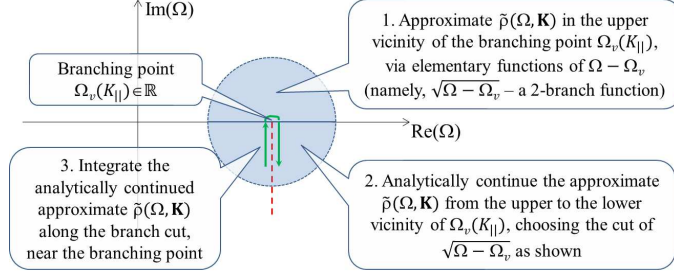 Im(Ω)
1. Approximate ρ̃(Ω, 𝐊) in the upper
vicinity of the branching point Ω_v(K_||),
via elementary functions of Ω − Ω_v
(namely, √(Ω − Ω_v) – a 2-branch function)
Branching point
Ω_v(K_||)∈ℝ
Re(Ω)
3. Integrate the
analytically continued
approximate ρ̃(Ω, 𝐊)
along the branch cut,
near the branching point
2. Analytically continue the approximate
ρ̃(Ω, 𝐊) from the upper to the lower
vicinity of Ω_v(K_||), choosing the cut of
√(Ω − Ω_v) as shown